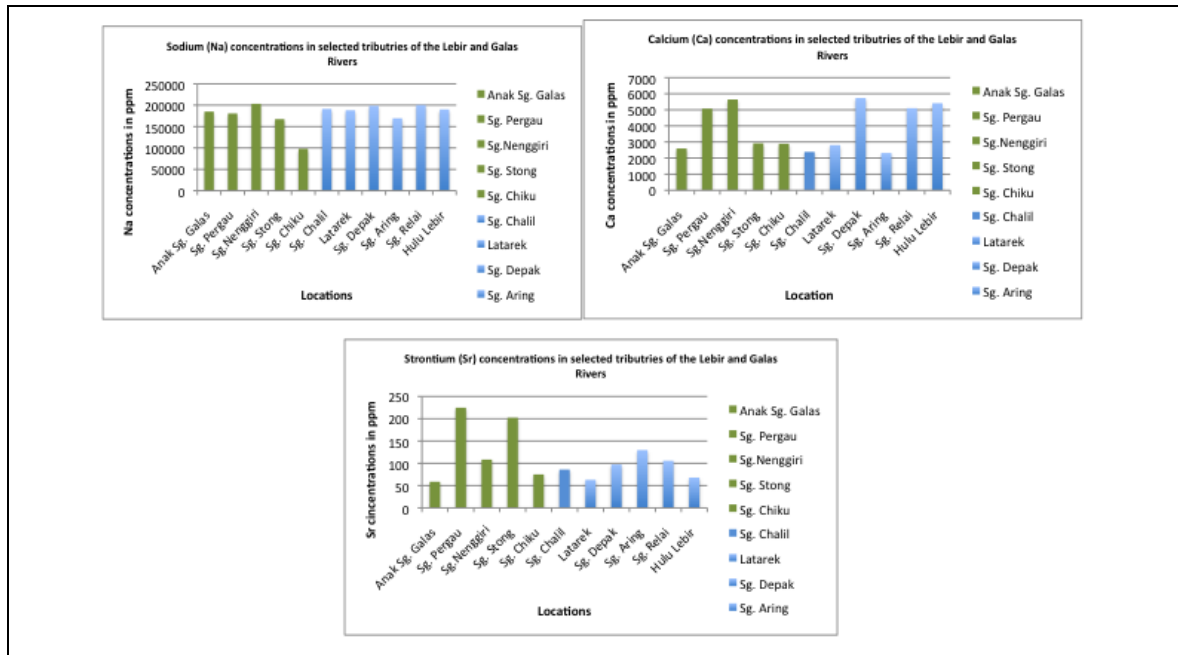 Sodium (Na) concentrations in selected tributries of the Lebir and Galas
Rivers
Na concentrations in ppm
250000
200000
150000
100000
50000
0
Anak Sg. Galas
Sg. Pergau
Sg.Nenggiri
Sg. Stong
Sg. Chiku
Sg. Chalil
Latarek
Sg. Depak
Sg. Aring
Sg. Relai
Hulu Lebir
Locations
Anak Sg. Galas
Sg. Pergau
Sg.Nenggiri
Sg. Stong
Sg. Chiku
Sg. Chalil
Latarek
Sg. Depak
Sg. Aring
Calcium (Ca) concentrations in selected tributries of the Lebir and Galas
Rivers
Ca concentrations in ppm
7000
6000
5000
4000
3000
2000
1000
0
Anak Sg. Galas
Sg. Pergau
Sg.Nenggiri
Sg. Stong
Sg. Chiku
Sg. Chalil
Latarek
Sg. Depak
Sg. Aring
Sg. Relai
Hulu Lebir
Location
Anak Sg. Galas
Sg. Pergau
Sg.Nenggiri
Sg. Stong
Sg. Chiku
Sg. Chalil
Latarek
Sg. Depak
Sg. Aring
Strontium (Sr) concentrations in selected tributries of the Lebir and Galas
Rivers
Sr cincentrations in ppm
250
200
150
100
50
0
Anak Sg. Galas
Sg. Pergau
Sg.Nenggiri
Sg. Stong
Sg. Chiku
Sg. Chalil
Latarek
Sg. Depak
Sg. Aring
Sg. Relai
Hulu Lebir
Locations
Anak Sg. Galas
Sg. Pergau
Sg.Nenggiri
Sg. Stong
Sg. Chiku
Sg. Chalil
Latarek
Sg. Depak
Sg. Aring